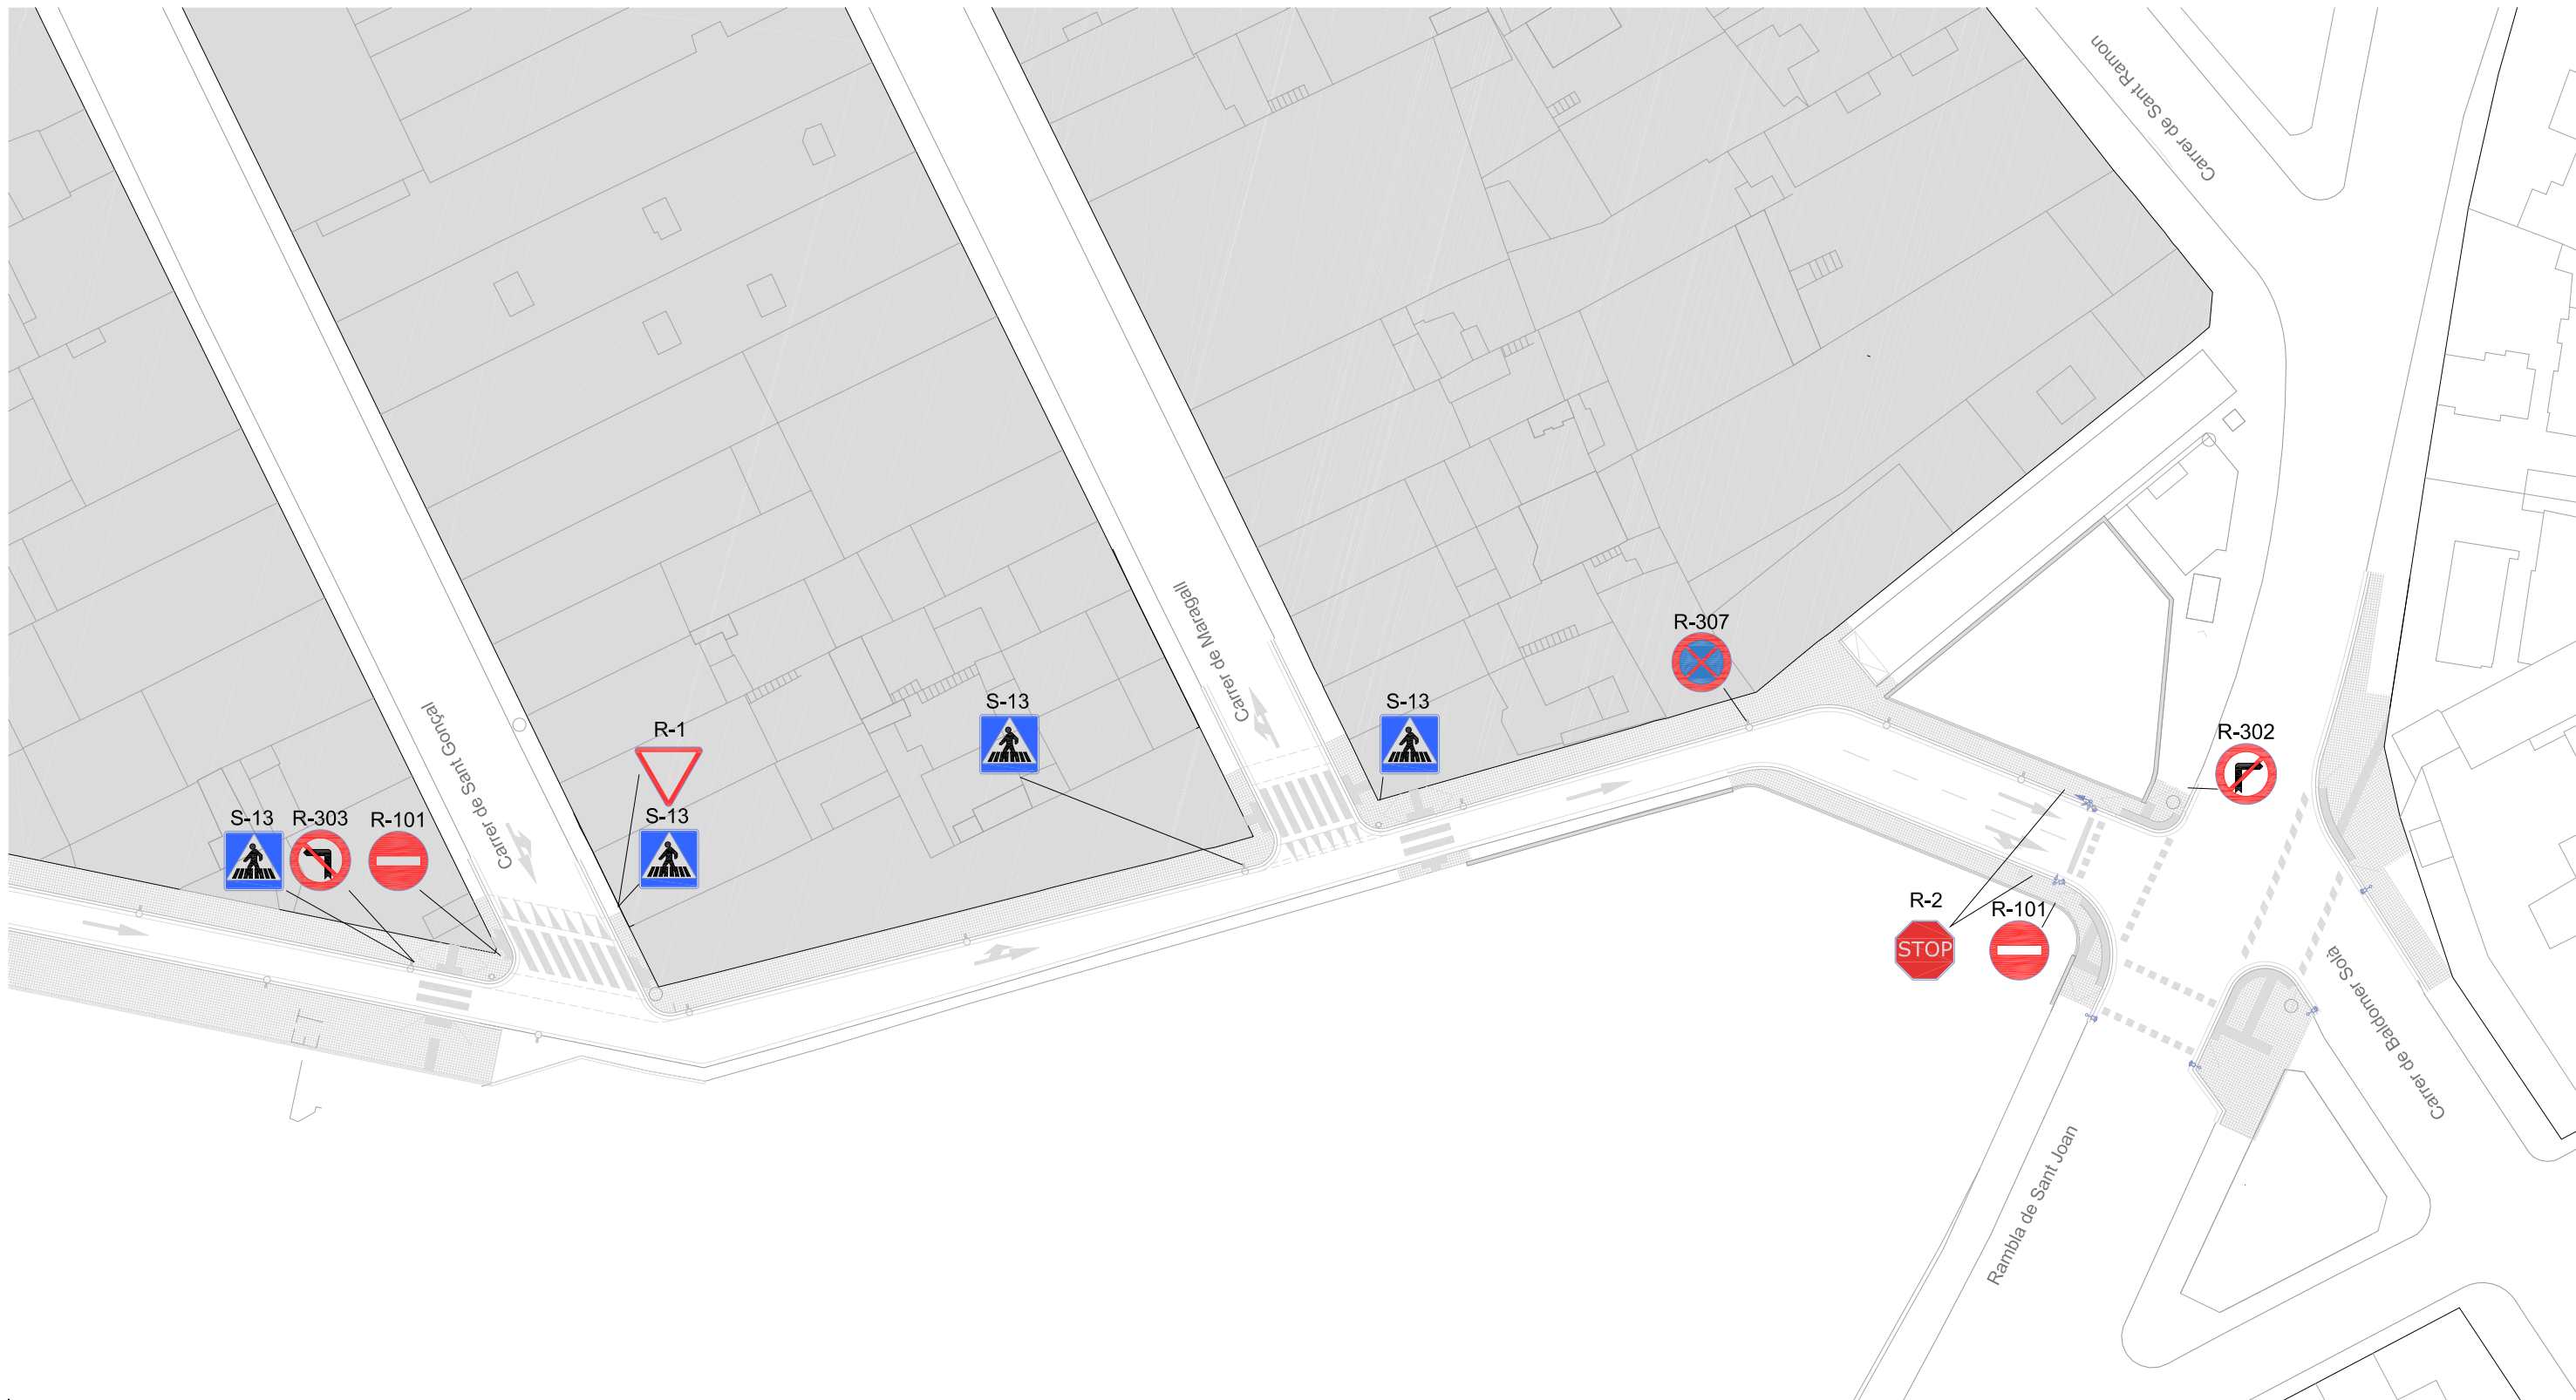 Carrer de Sant Ramon
Carrer de Sant Gonçal
Carrer de Maragall
R-307
S-13
S-13
R-1
R-302
S-13
R-303
R-101
S-13
R-2
R-101
STOP
Carrer de Baldomer Solà
Rambla de Sant Joan